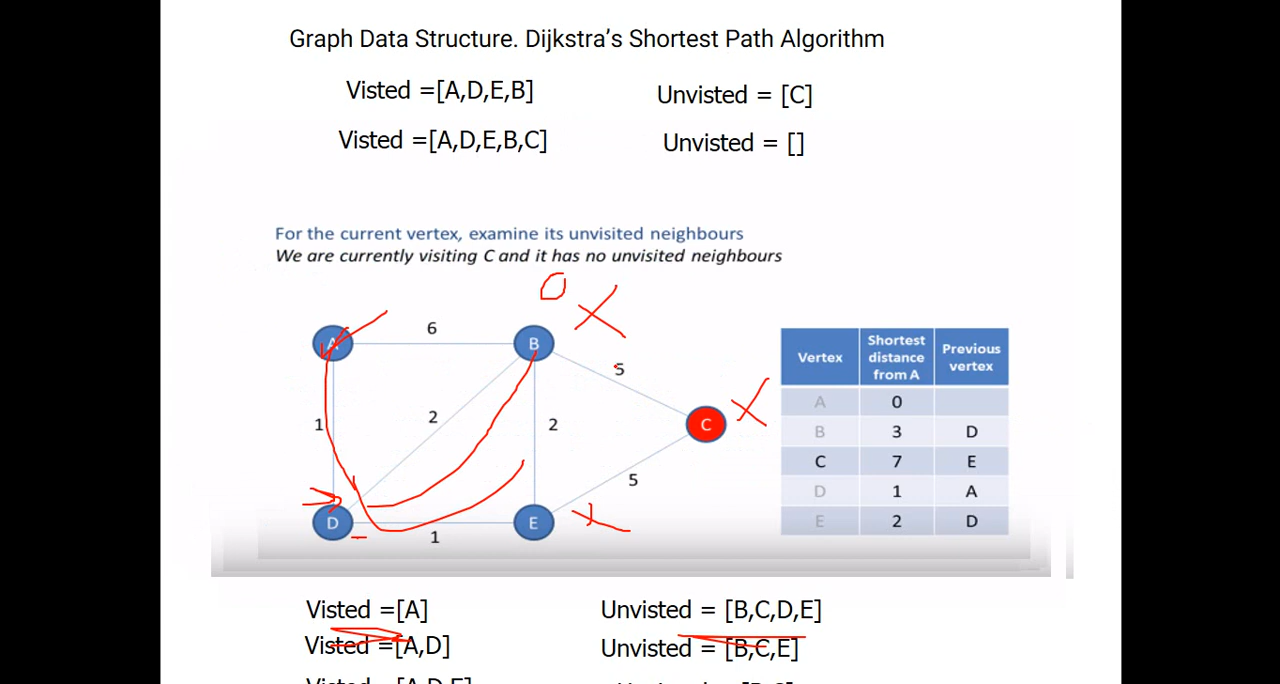 Graph Data Structure. Dijkstra’s Shortest Path Algorithm
Visted =[A,D,E,B] Unvisted = [C]
Visted =[A,D,E,B,C] Unvisted = []
For the current vertex, examine its unvisited neighbours
We are currently visiting C and it has no unvisited neighbours
A 6 B
5
1 2 2 C
5
D 1 E
Vertex Shortest distance from A Previous vertex
A 0
B 3 D
C 7 E
D 1 A
E 2 D
Visted =[A] Unvisted = [B,C,D,E]
Visted =[A,D] Unvisted = [B,C,E]